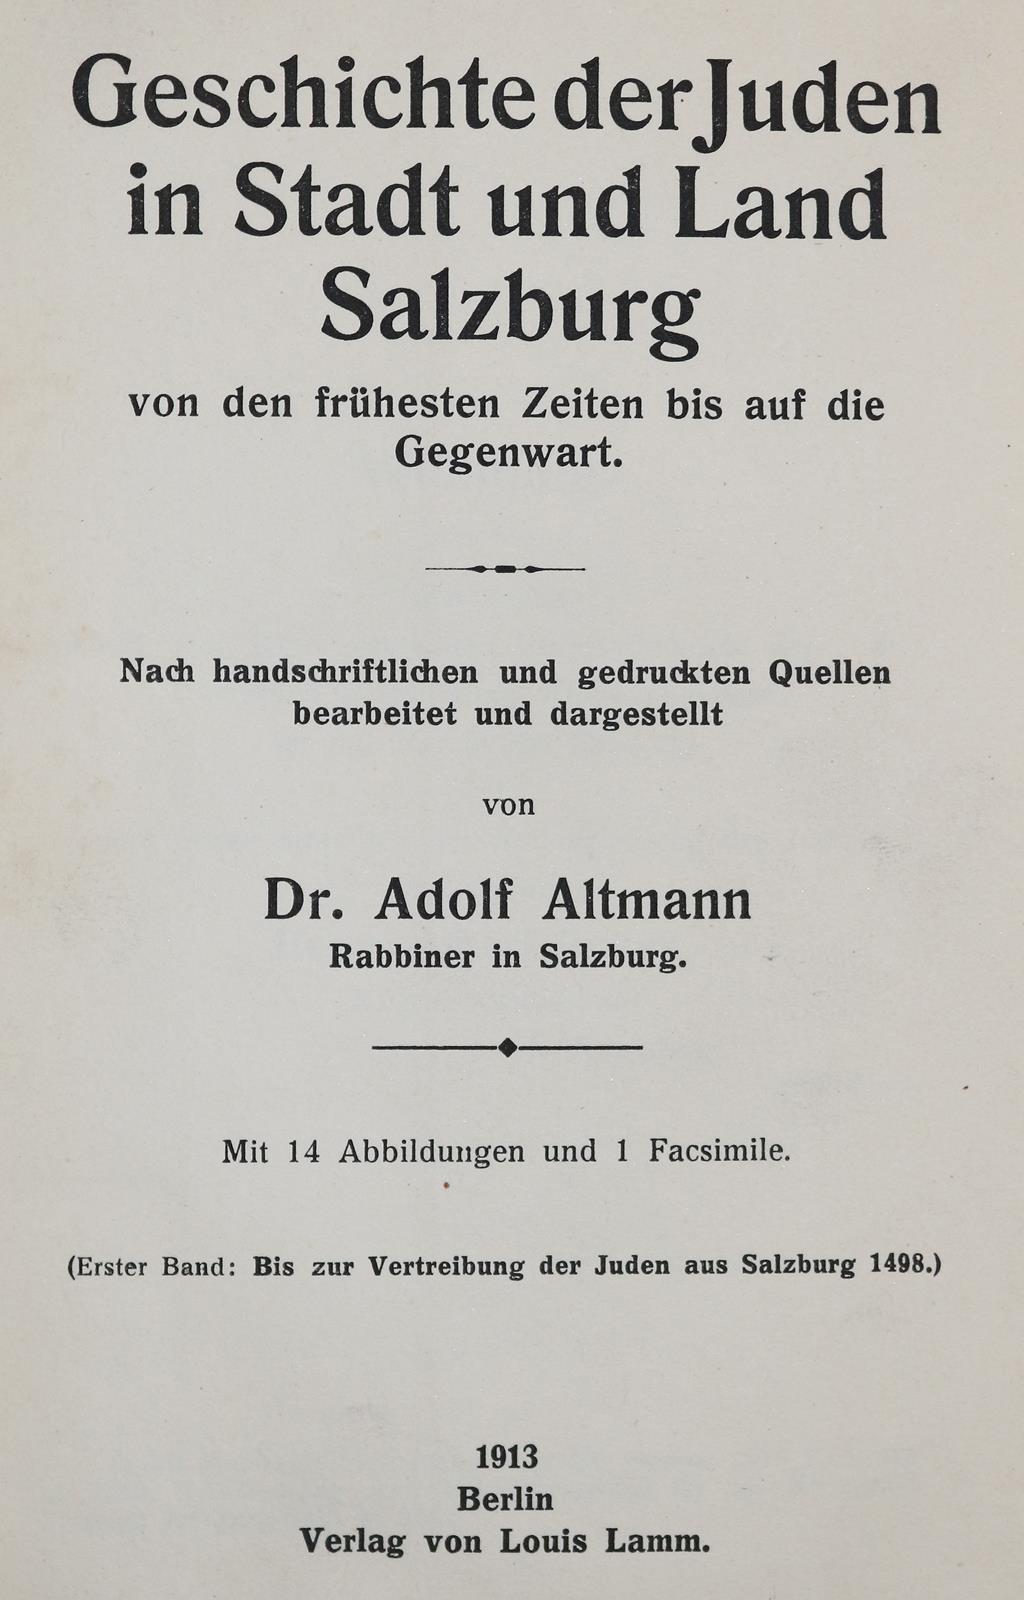 Geschichte der Juden
in Stadt und Land
Salzburg
von den frühesten Zeiten bis auf die
Gegenwart.
Nach handschriftlichen und gedruckten Quellen
bearbeitet und dargestellt
von
Dr. Adolf Altmann
Rabbiner in Salzburg.
Mit 14 Abbildungen und 1 Facsimile.
(Erster Band: Bis zur Vertreibung der Juden aus Salzburg 1498.)
1913
Berlin
Verlag von Louis Lamm.